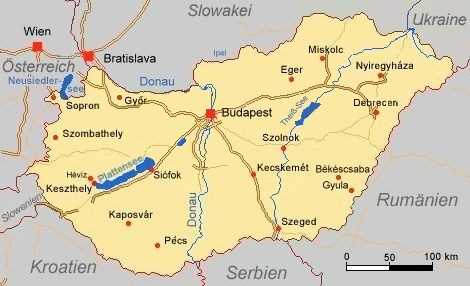 Slowakei
Ukraine
Wien
Bratislava
Österreich
Neusiedler-
see
Donau
Ipel
Miskolc
Eger
Nyiregyháza
Sopron
Győr
Budapest
Theiß-See
Debrecen
Szombathely
Szolnok
Plattensee
Hévíz
Keszthely
Siófok
Kecskemét
Békéscsaba
Gyula
Slowenien
Kaposvár
Donau
Rumänien
Szeged
Pécs
Kroatien
Serbien
0 50 100 km